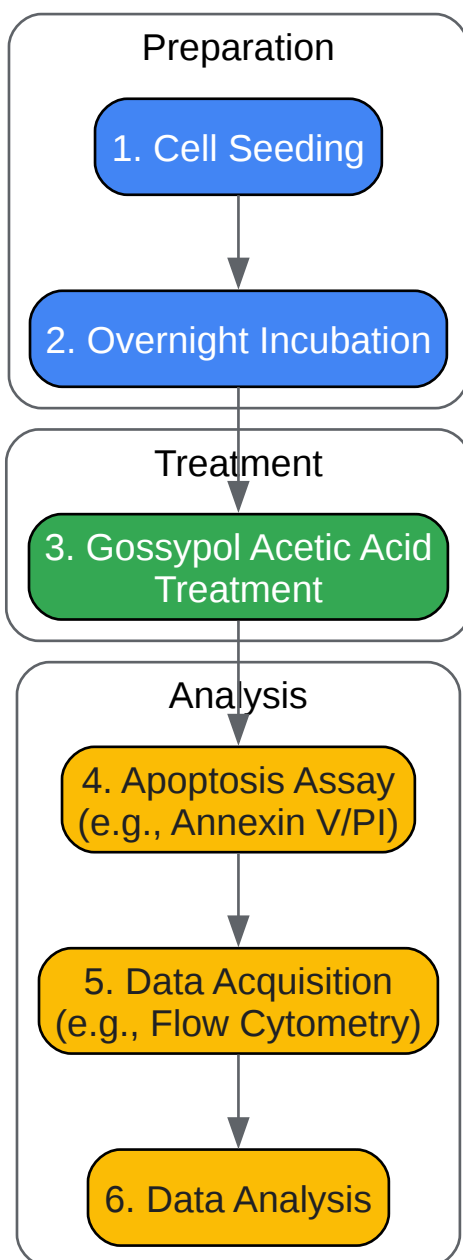 Preparation
1. Cell Seeding
2. Overnight Incubation
Treatment
3. Gossypol Acetic Acid
Treatment
Analysis
4. Apoptosis Assay
(e.g., Annexin V/PI)
5. Data Acquisition
(e.g., Flow Cytometry)
6. Data Analysis